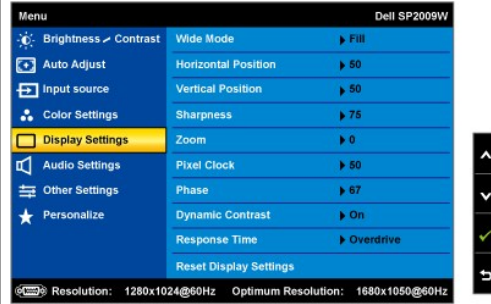 Menu Dell SP2009W
Brightness / Contrast Wide Mode Fill
Auto Adjust Horizontal Position 50
Input source Vertical Position 50
Color Settings Sharpness 75
Display Settings Zoom 0
Audio Settings Pixel Clock 50
Other Settings Phase 67
Personalize Dynamic Contrast On
Response Time Overdrive
Reset Display Settings
Resolution: 1280x1024@60Hz Optimum Resolution: 1680x1050@60Hz